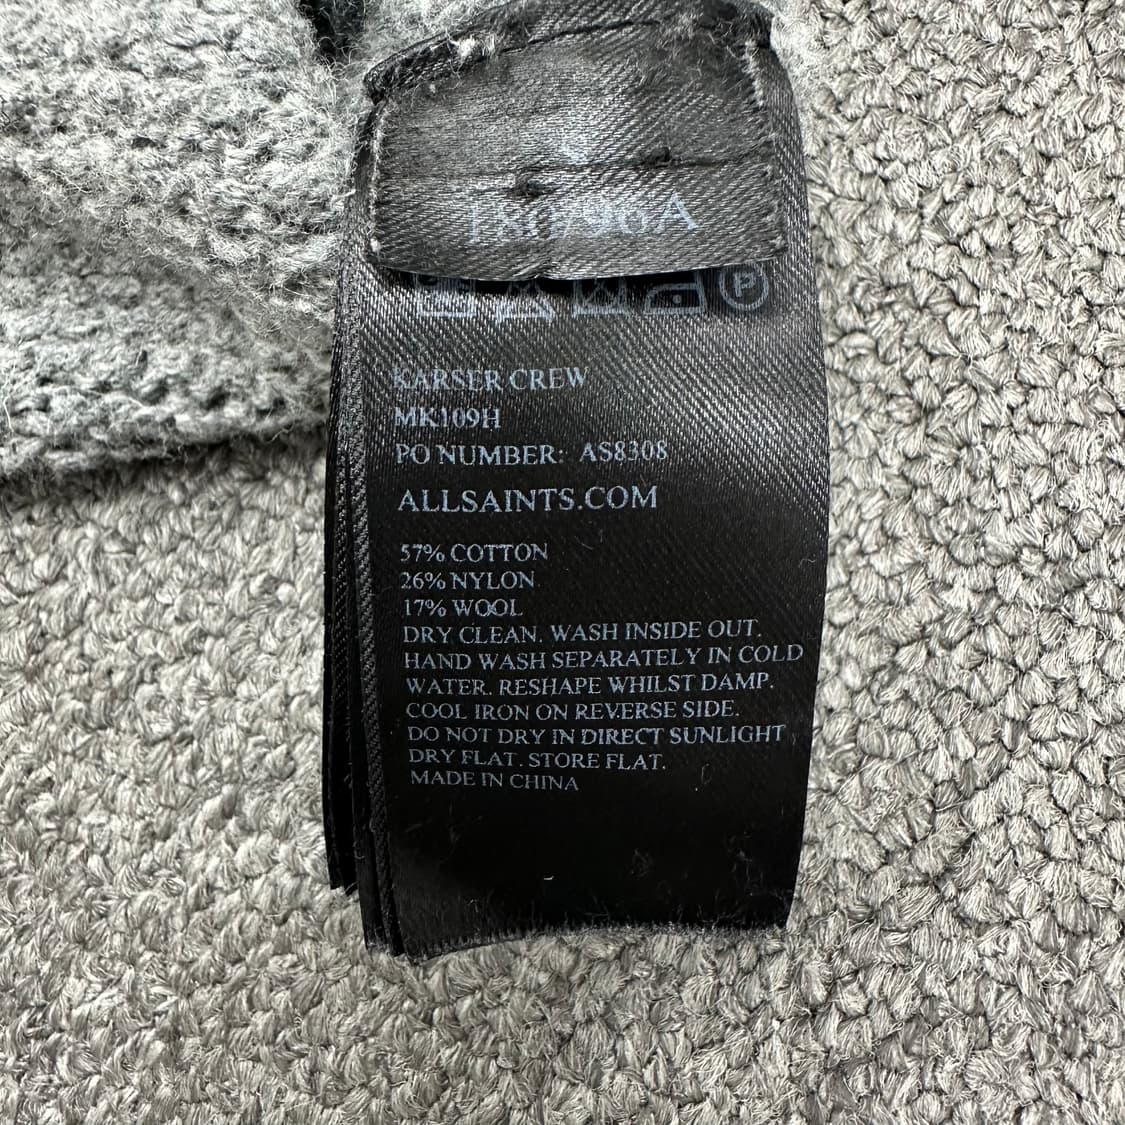 180/96A
P
KARSER CREW
MK109H
PO NUMBER: AS8308
ALLSAINTS.COM
57% COTTON
26% NYLON
17% WOOL
DRY CLEAN. WASH INSIDE OUT.
HAND WASH SEPARATELY IN COLD
WATER. RESHAPE WHILST DAMP.
COOL IRON ON REVERSE SIDE.
DO NOT DRY IN DIRECT SUNLIGHT
DRY FLAT. STORE FLAT.
MADE IN CHINA